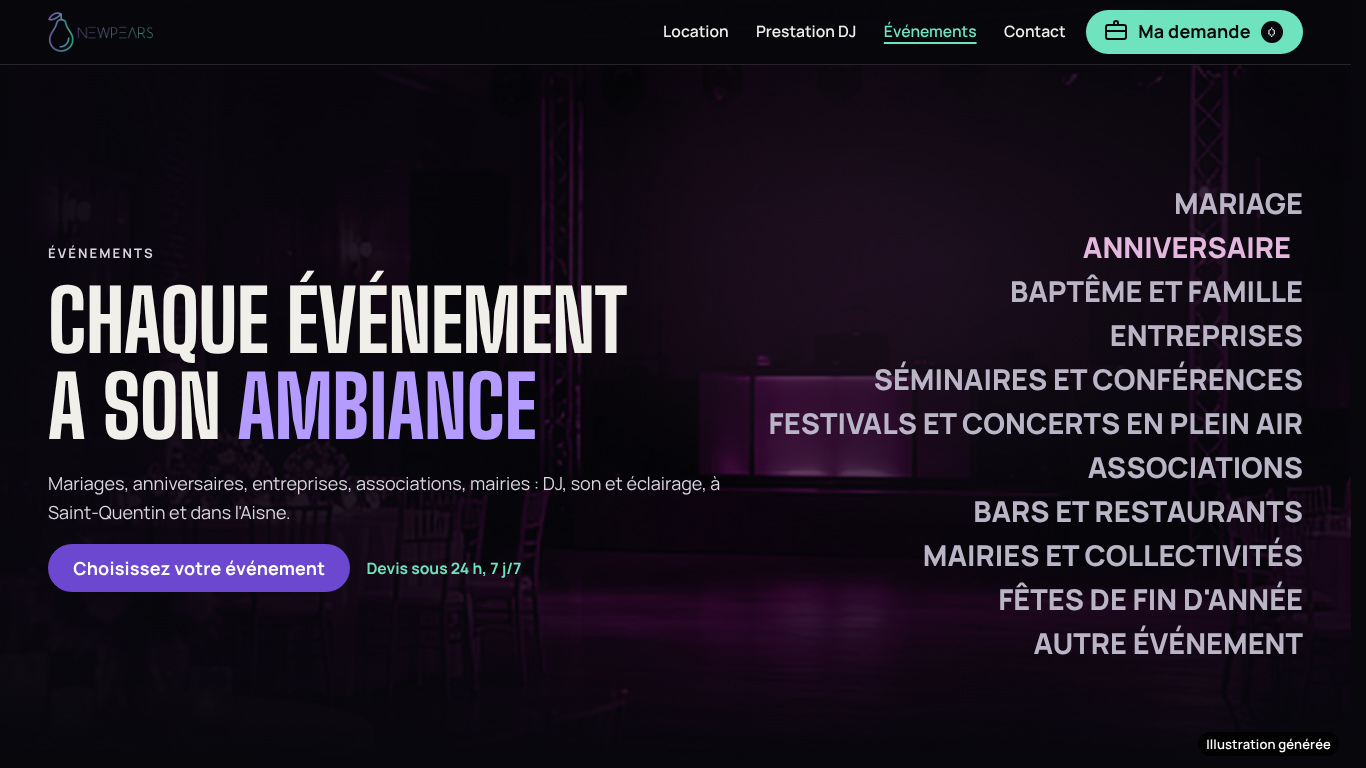 NEWPEARS
Location
Prestation DJ
Événements
Contact
Ma demande
ÉVÉNEMENTS
CHAQUE ÉVÉNEMENT
A SON AMBIANCE
Mariages, anniversaires, entreprises, associations, mairies : DJ, son et éclairage, à
Saint-Quentin et dans l'Aisne.
Choisissez votre événement
Devis sous 24 h, 7 j/7
MARIAGE
ANNIVERSAIRE
BAPTÊME ET FAMILLE
ENTREPRISES
SÉMINAIRES ET CONFÉRENCES
FESTIVALS ET CONCERTS EN PLEIN AIR
ASSOCIATIONS
BARS ET RESTAURANTS
MAIRIES ET COLLECTIVITÉS
FÊTES DE FIN D'ANNÉE
AUTRE ÉVÉNEMENT
Illustration générée